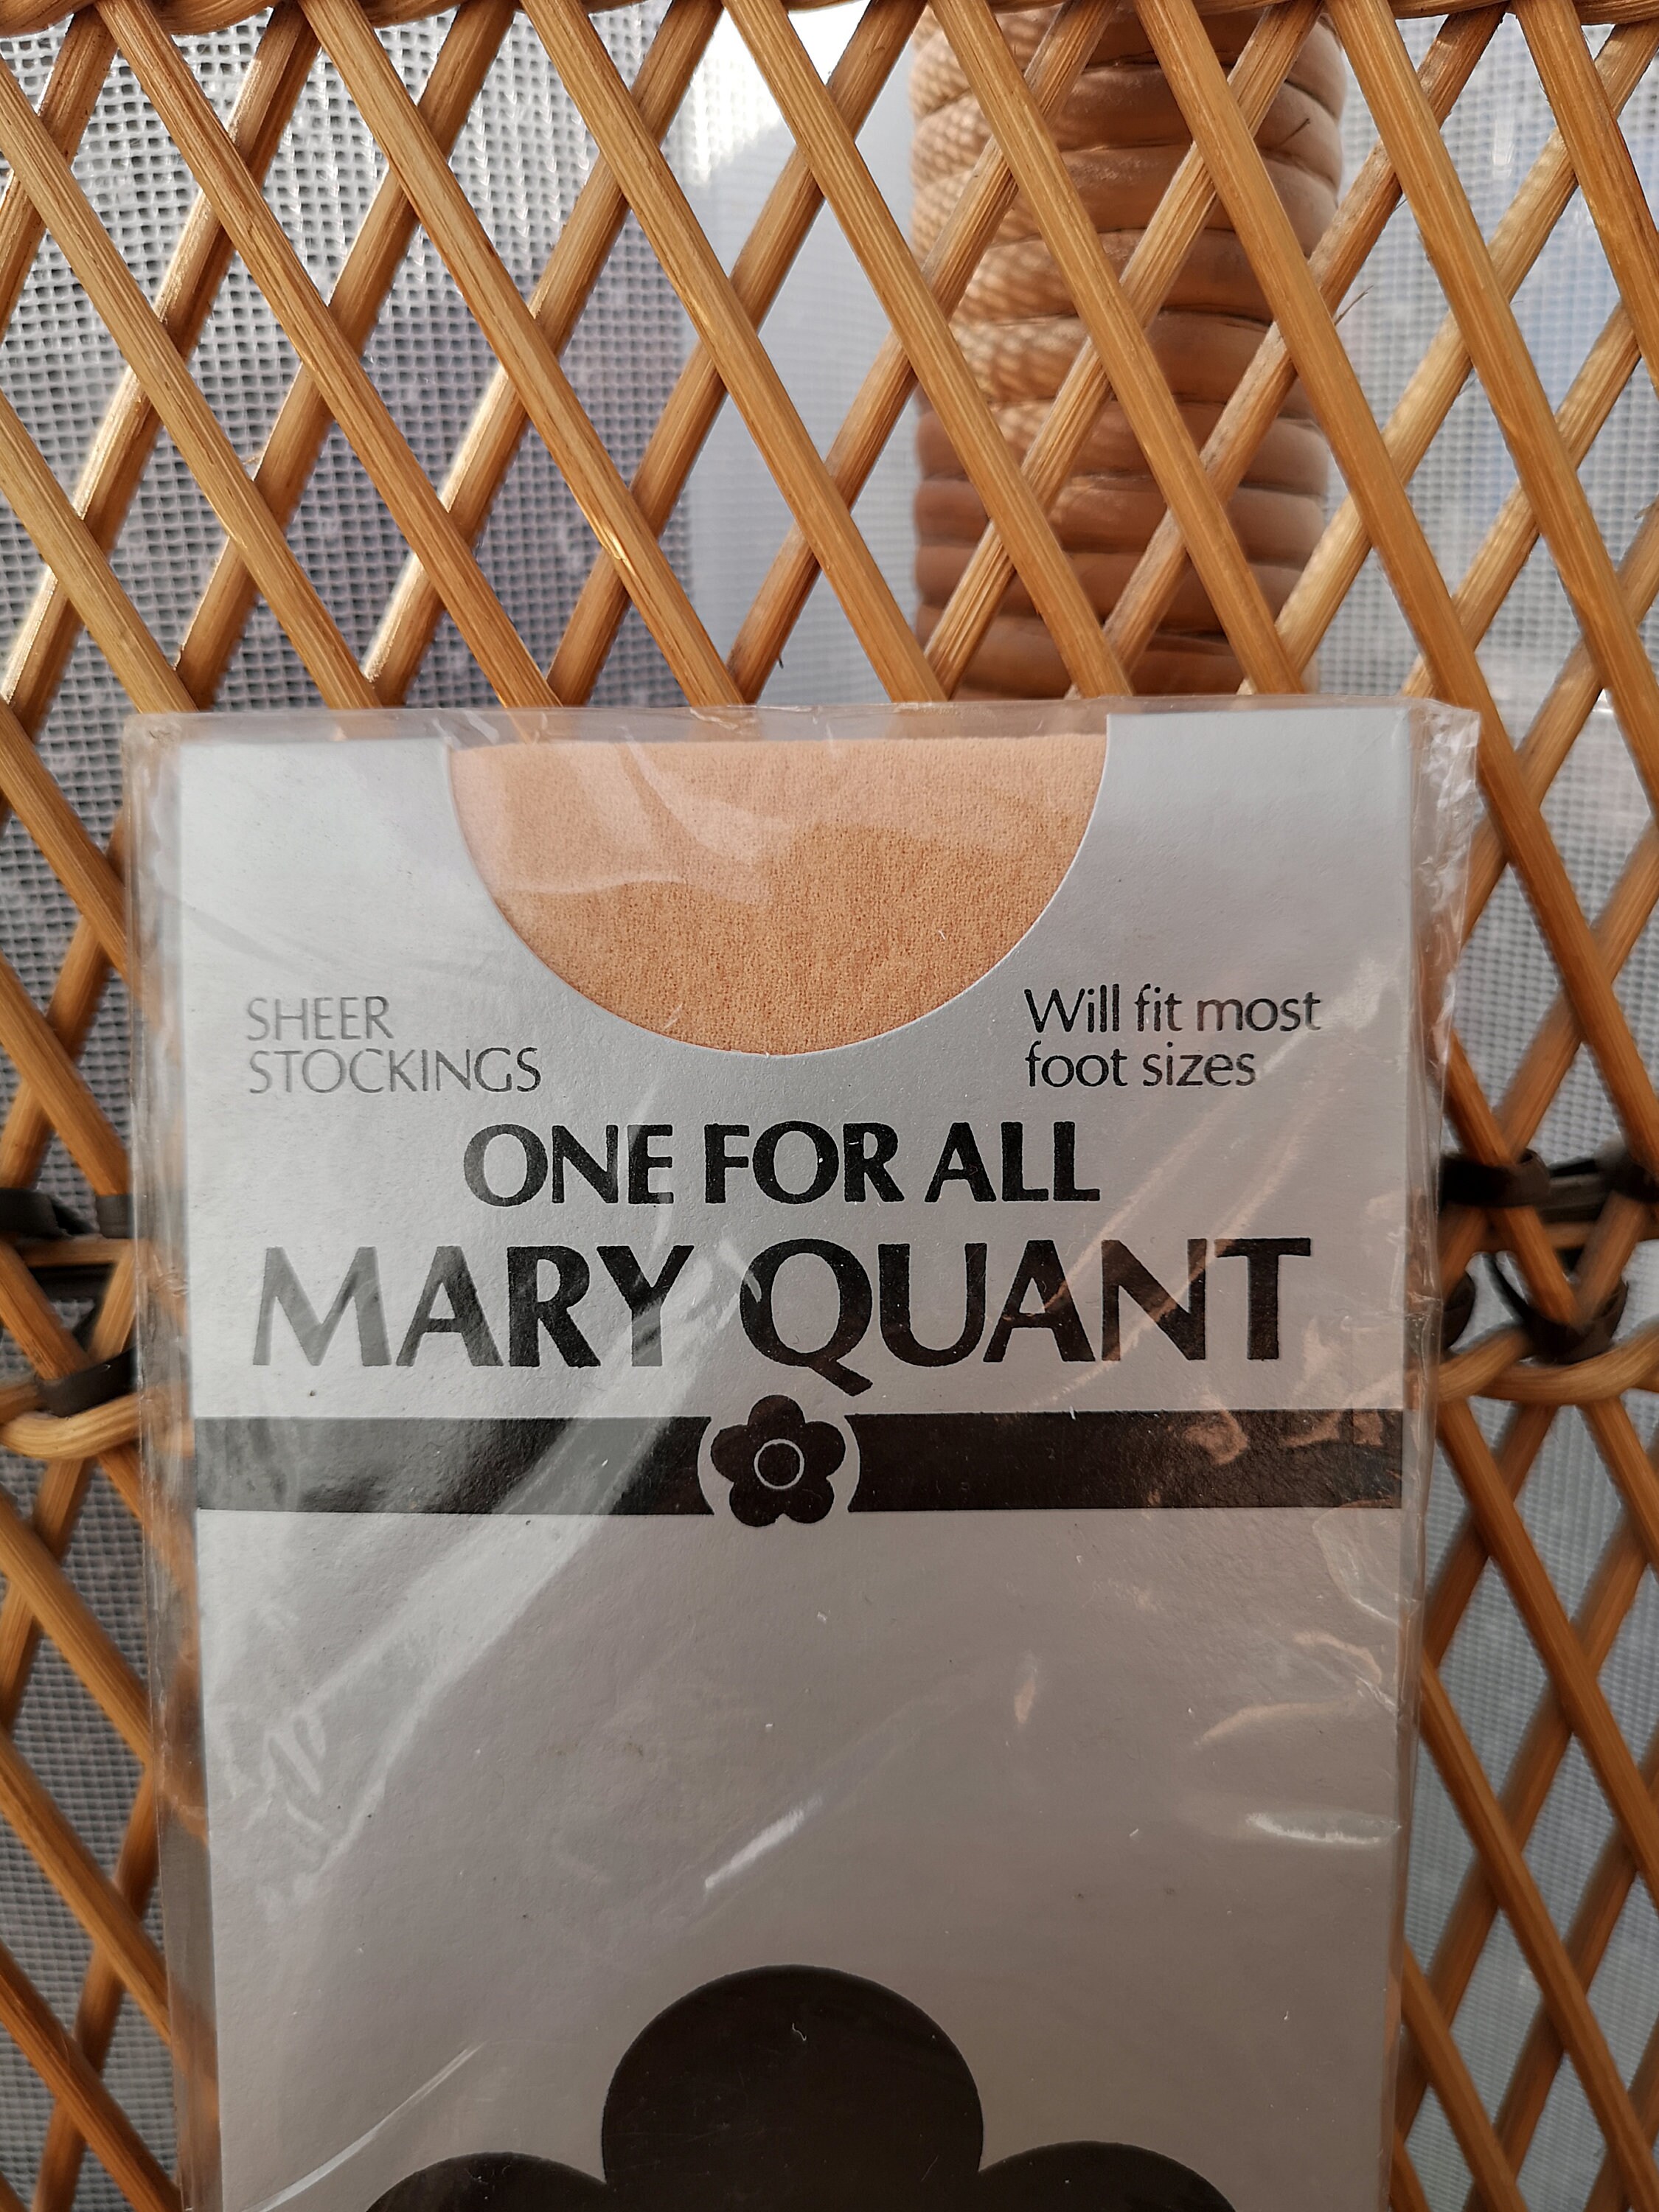 SHEER
STOCKINGS
Will fit most
foot sizes
ONE FOR ALL
MARY QUANT